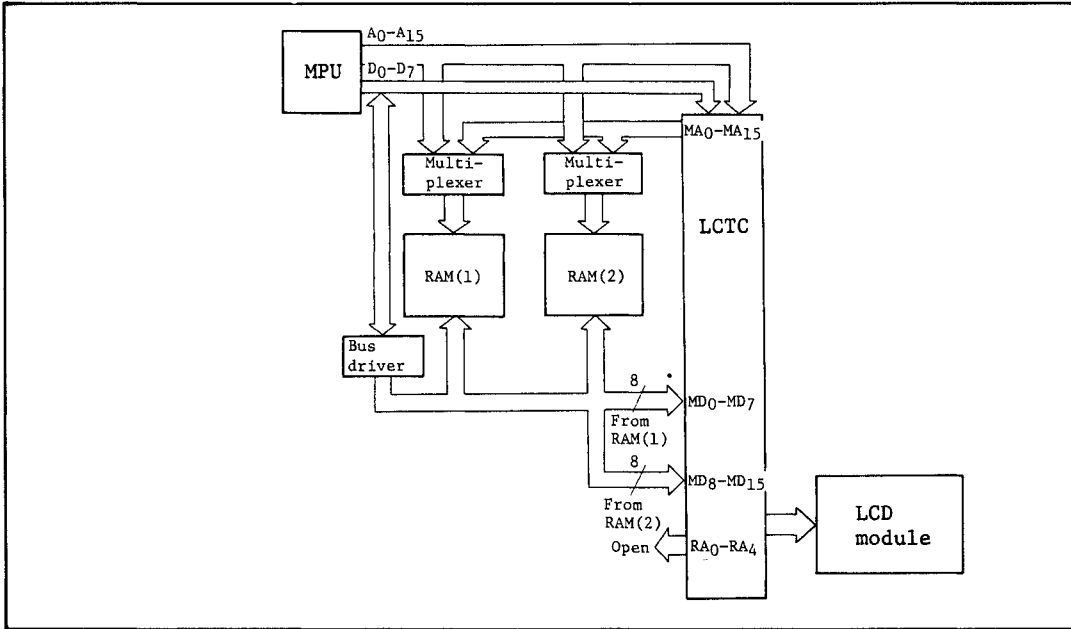 A0-A15
MPU
D0-D7
MA0-MA15
Multi-
plexer
Multi-
plexer
LCTC
RAM(1)
RAM(2)
Bus
driver
8
MD0-MD7
From
RAM(1)
8
MD8-MD15
From
RAM(2)
LCD
module
Open
RA0-RA4